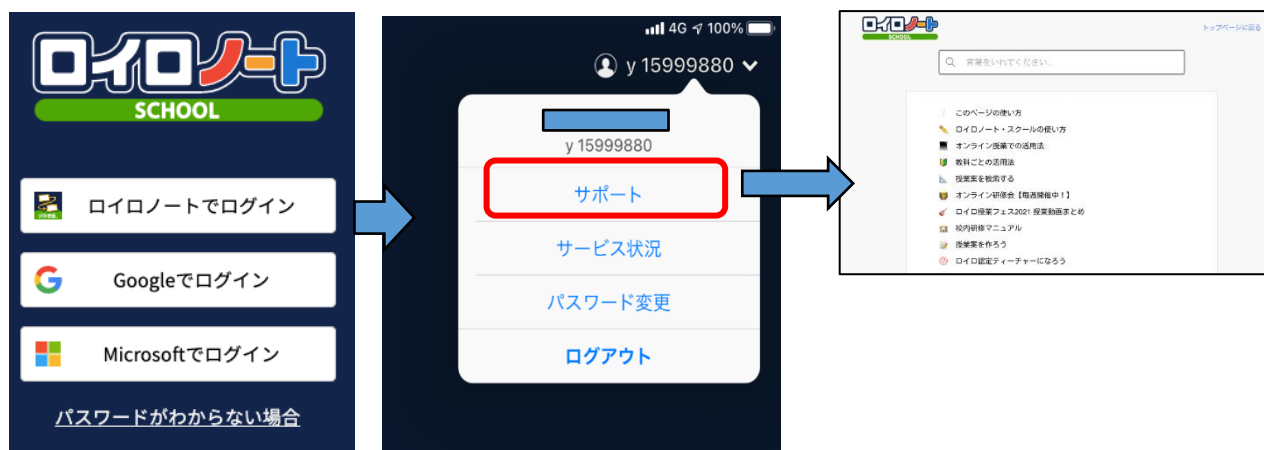 ロイロノート
SCHOOL
ロイロノートでログイン
Googleでログイン
Microsoftでログイン
パスワードがわからない場合
4G 100%
y 15999880
y 15999880
サポート
サービス状況
パスワード変更
ログアウト
ロイロノート
SCHOOL
トップページに戻る
言葉をいれてください...
このページの使い方
ロイロノート・スクールの使い方
オンライン授業での活用法
教科ごとの活用法
授業案を検索する
オンライン研修会【毎週開催中！】
ロイロ授業フェス2021 授業動画まとめ
校内研修マニュアル
授業案を作ろう
ロイロ認定ティーチャーになろう